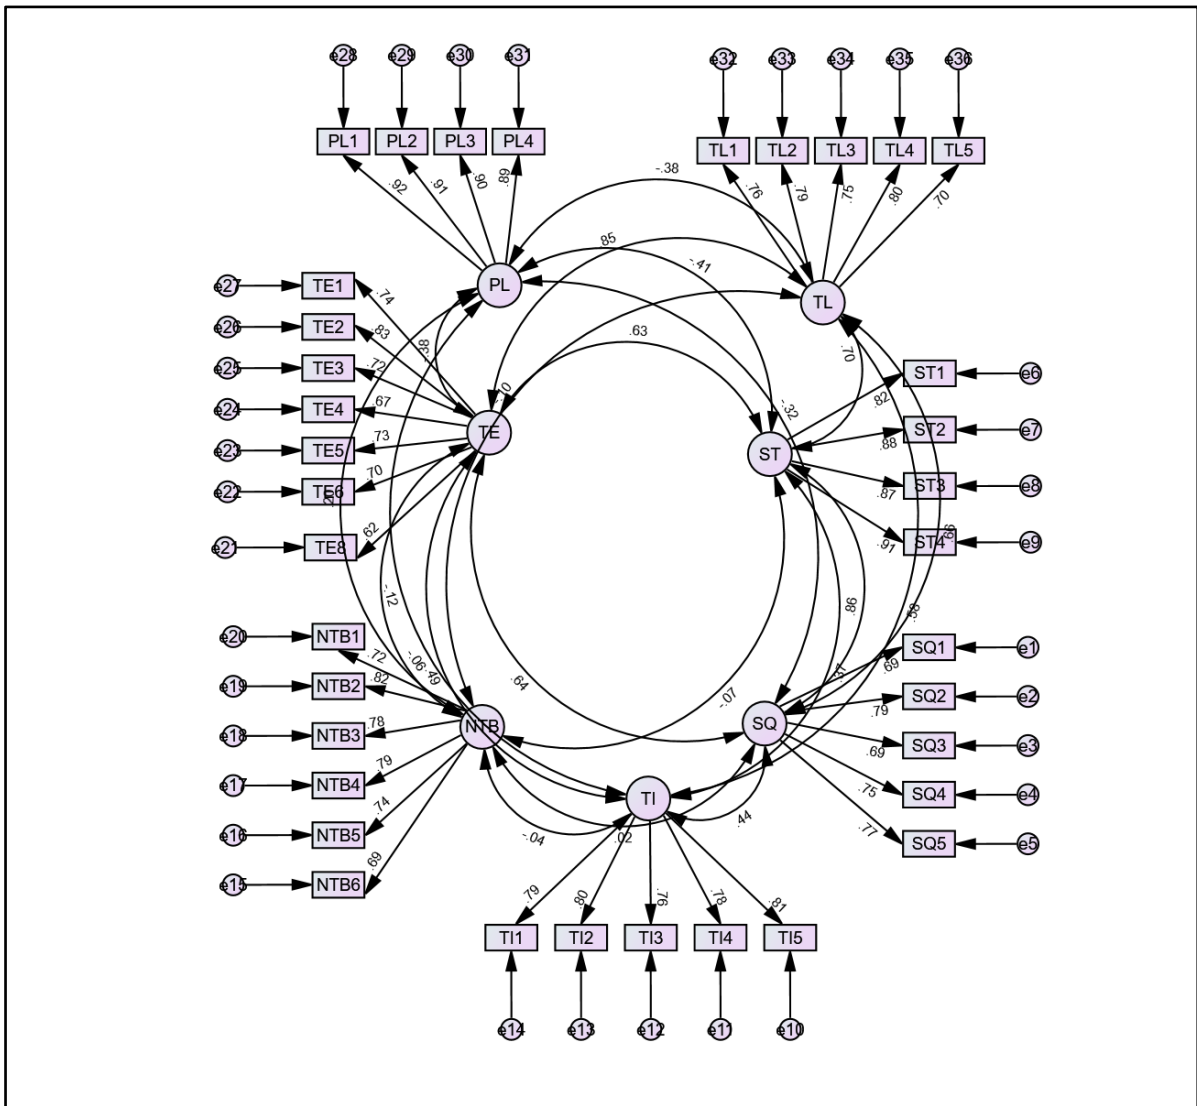 e28 e29 e30 e31
e32 e33 e34 e35 e36
PL1 PL2 PL3 PL4
TL1 TL2 TL3 TL4 TL5
.92 .91 .90 .89
-.38
.76 .79 .75 .80 .70
.85
-.41
PL
TL
e27 TE1 .74
e26 TE2 .83
e25 TE3 .72
e24 TE4 .67
e23 TE5 .73
e22 TE6 .70
e21 TE8 .62
.63
.70
-.10
-.32
TE
ST
.82 ST1 e6
.88 ST2 e7
.87 ST3 e8
.91 ST4 e9
.66
-.12
.86
.58
e20 NTB1 .72
e19 NTB2 .82
e18 NTB3 .78
e17 NTB4 .79
e16 NTB5 .74
e15 NTB6 .69
-.06
.49
.64
-.07
NTB
SQ
TI
.69 SQ1 e1
.79 SQ2 e2
.69 SQ3 e3
.75 SQ4 e4
.77 SQ5 e5
-.04
.02
.44
.79 .80 .76 .78 .81
TI1 TI2 TI3 TI4 TI5
e14 e13 e12 e11 e10